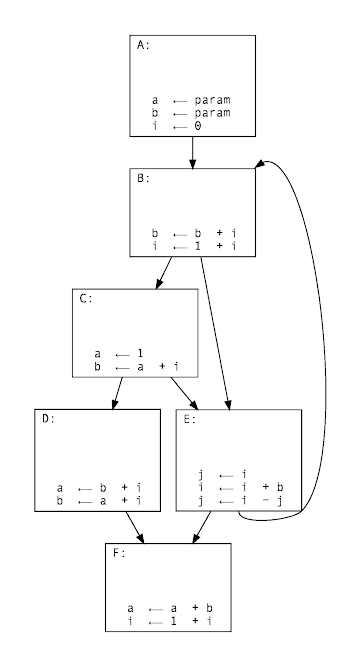 A:
a ← param
b ← param
i ← 0
B:
b ← b + i
i ← 1 + i
C:
a ← 1
b ← a + i
D:
a ← b + i
b ← a + i
E:
j ← i
i ← i + b
j ← i - j
F:
a ← a + b
i ← 1 + i